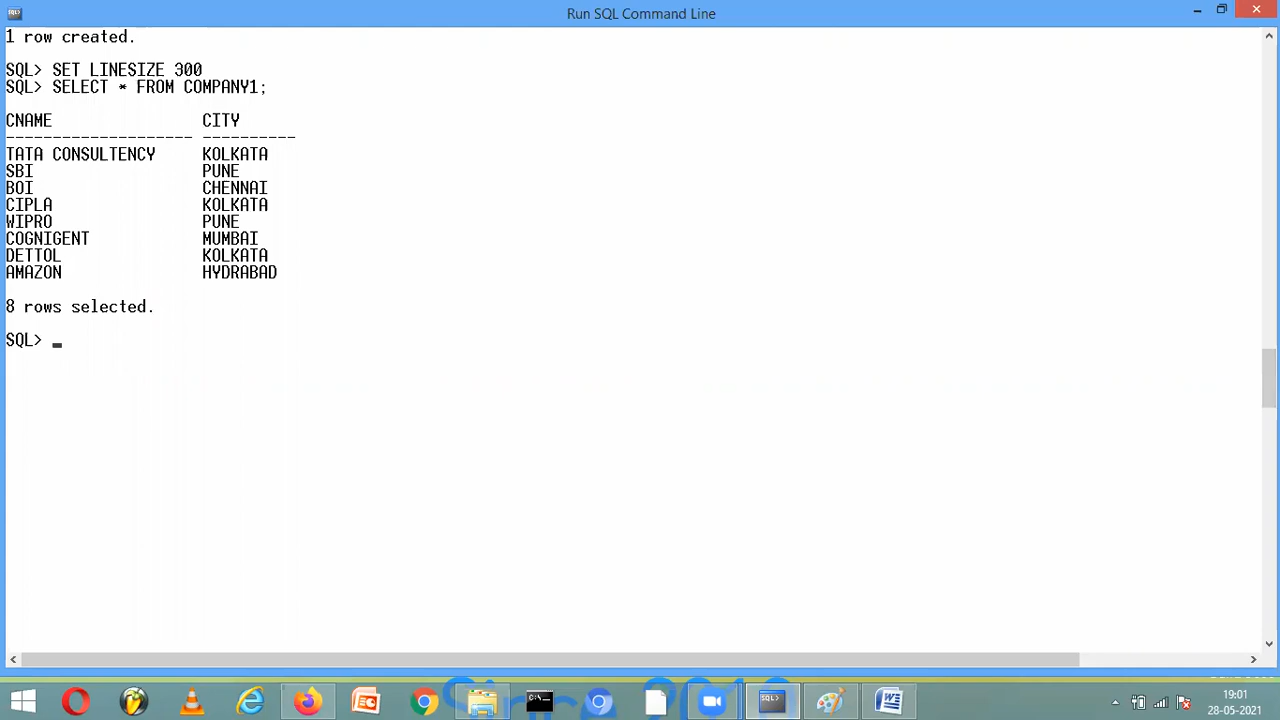 Run SQL Command Line
1 row created.
SQL> SET LINESIZE 300
SQL> SELECT * FROM COMPANY1;
CNAME CITY
------------------- ----------
TATA CONSULTENCY KOLKATA
SBI PUNE
BOI CHENNAI
CIPLA KOLKATA
WIPRO PUNE
COGNIGENT MUMBAI
DETTOL KOLKATA
AMAZON HYDRABAD
8 rows selected.
SQL> _
19:01
28-05-2021